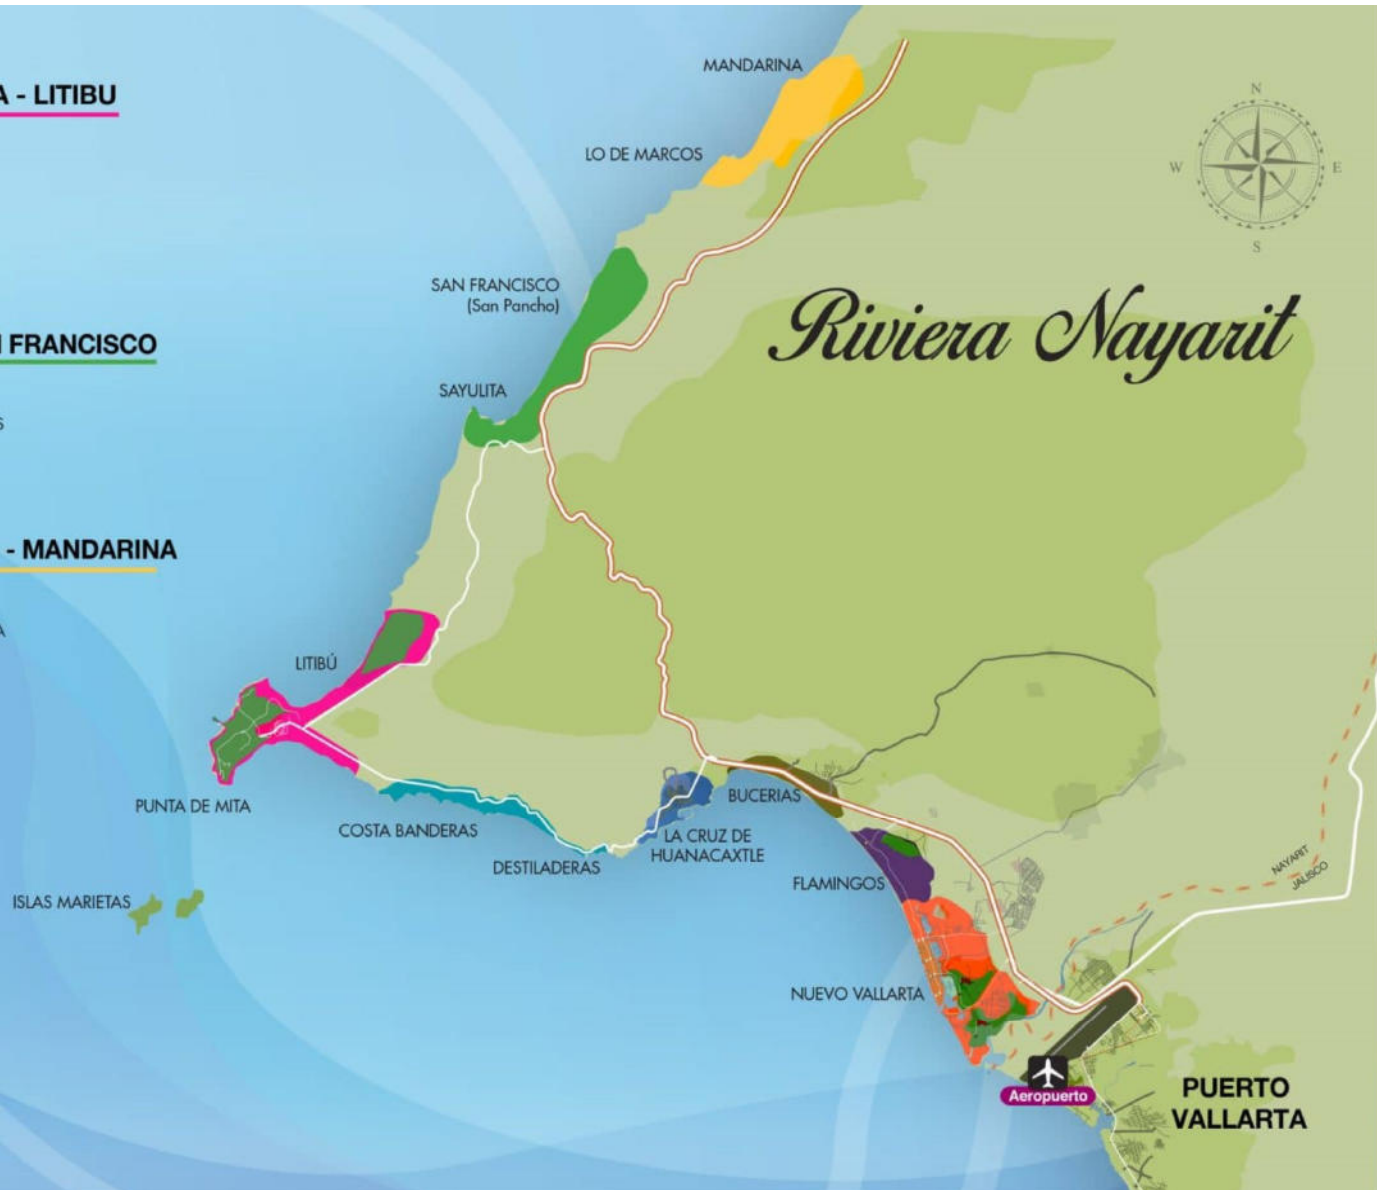 A - LITIBU
FRANCISCO
S
- MANDARINA
A
MANDARINA
LO DE MARCOS
SAN FRANCISCO
(San Pancho)
SAYULITA
LITIBÚ
PUNTA DE MITA
ISLAS MARIETAS
COSTA BANDERAS
DESTILADERAS
LA CRUZ DE
HUANACAXTLE
BUCERIAS
FLAMINGOS
NUEVO VALLARTA
Riviera Nayarit
N
W
E
S
NAYARIT
JALISCO
Aeropuerto
PUERTO
VALLARTA